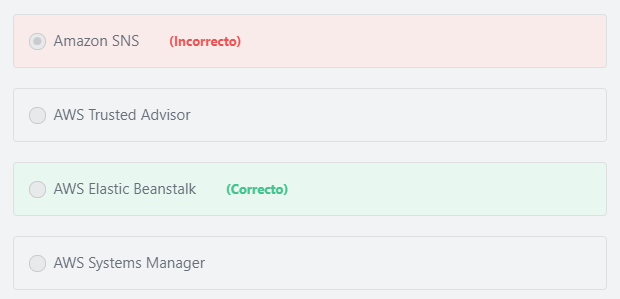 Amazon SNS (Incorrecto)
AWS Trusted Advisor
AWS Elastic Beanstalk (Correcto)
AWS Systems Manager